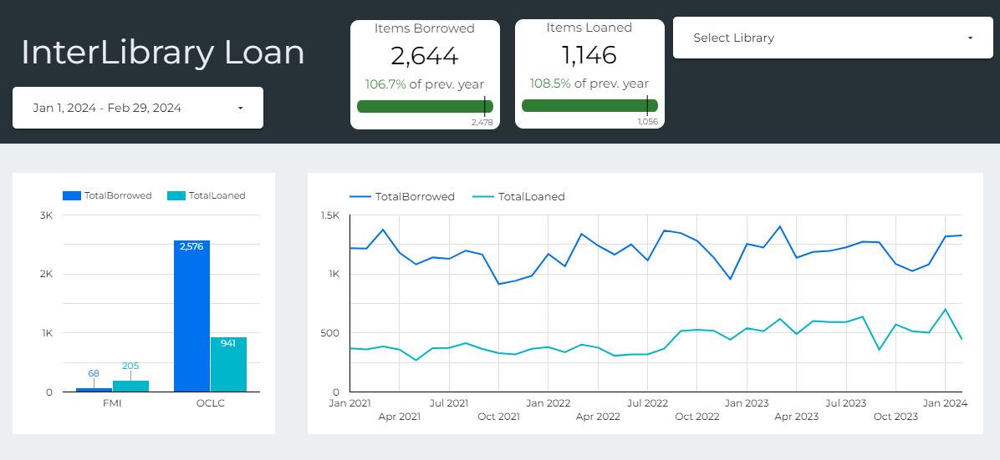 InterLibrary Loan
Jan 1, 2024 - Feb 29, 2024
Items Borrowed
2,644
106.7% of prev. year
2,478
Items Loaned
1,146
108.5% of prev. year
1,056
Select Library
TotalBorrowed TotalLoaned
3K
2K
1K
0
2,576
941
68
205
FMI OCLC
TotalBorrowed TotalLoaned
1.5K
1K
500
0
Jan 2021 Jul 2021 Jan 2022 Jul 2022 Jan 2023 Jul 2023 Jan 2024
Apr 2021 Oct 2021 Apr 2022 Oct 2022 Apr 2023 Oct 2023